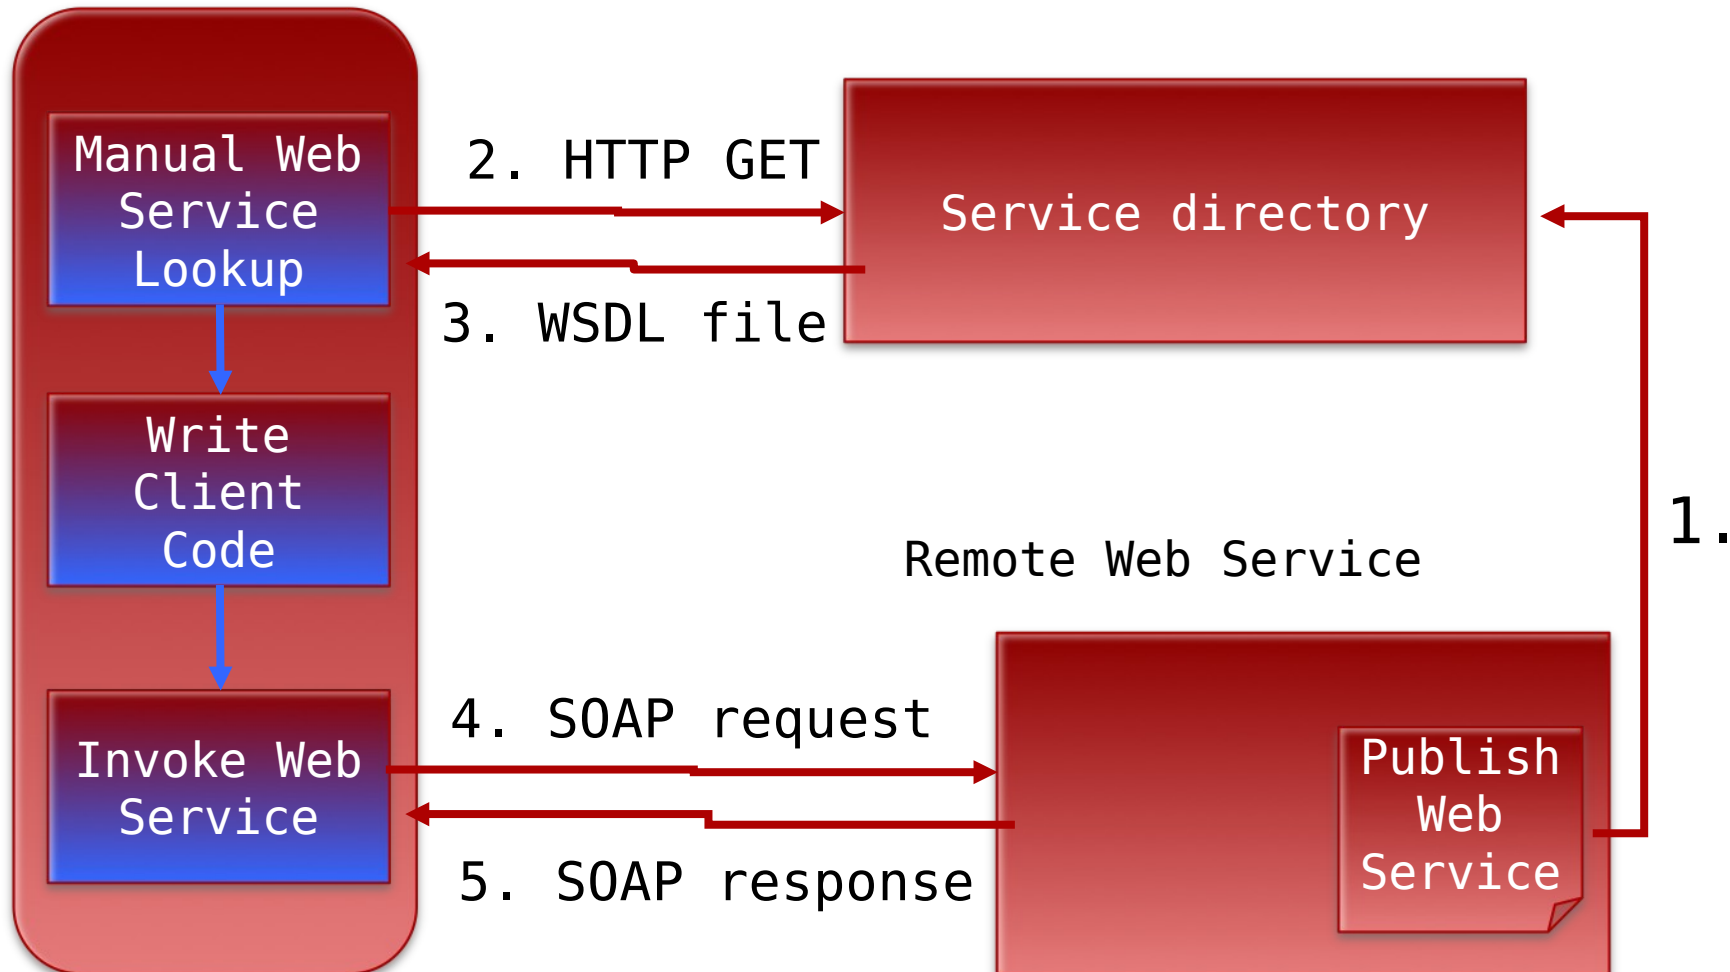 Manual Web
Service
Lookup
2. HTTP GET
Service directory
3. WSDL file
Write
Client
Code
1.
Remote Web Service
4. SOAP request
Invoke Web
Service
Publish
Web
Service
5. SOAP response